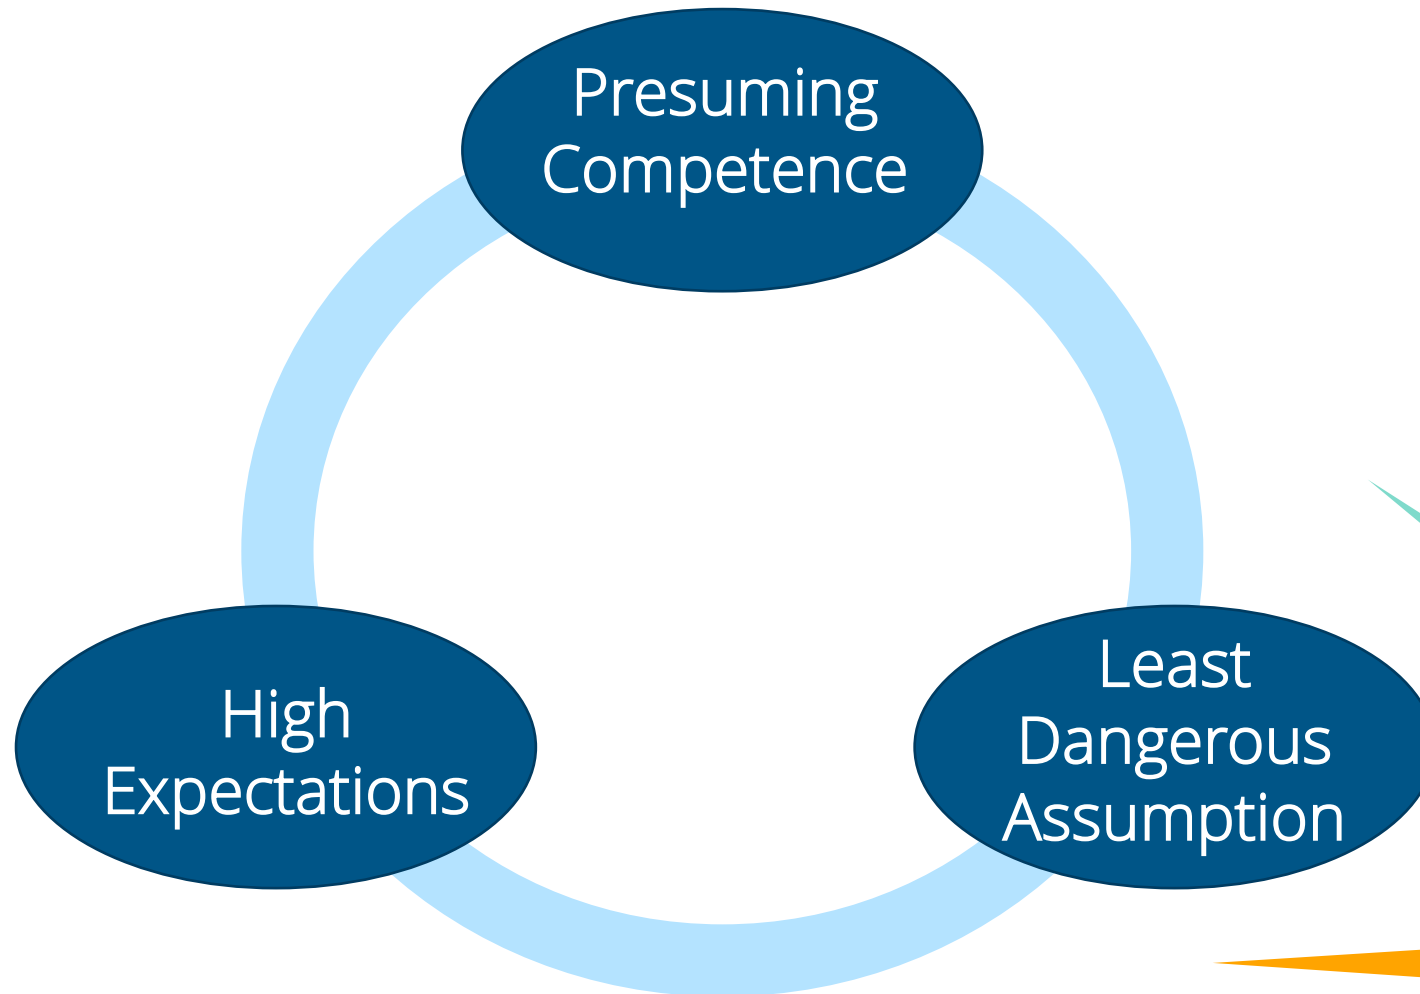 Presuming
Competence
High
Expectations
Least
Dangerous
Assumption